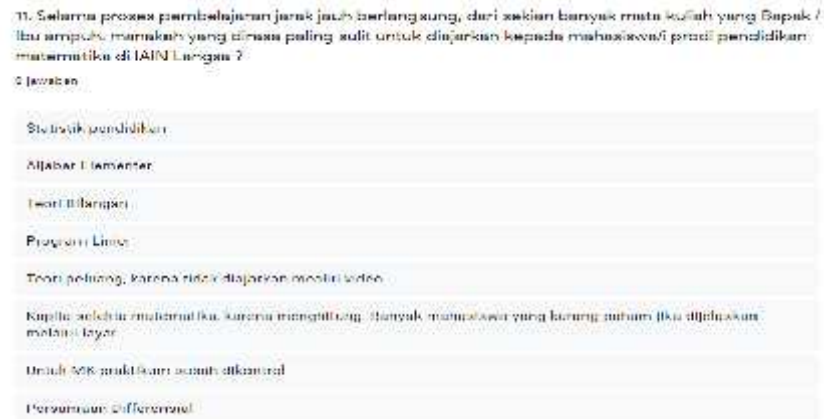 11. Selama proses pembelajaran jarak jauh berlangsung, dari sekian banyak mata kuliah yang Bapak /
Ibu ampuh, manakah yang dirasa paling sulit untuk diajarkan kepada mahasiswa/i prodi pendidikan
matematika di IAIN Langsa ?
jawaban
Statistik pendidikan
Aljabar Elementer
Teori Bilangan
Program Linier
Teori peluang, karena tidak diajarkan melalui video
Kapita selekta matematika, karena menghitung. Banyak mahasiswa yang kurang paham jika dijelaskan
melalui layar
Untuk MK praktikum susah dikontrol
Persamaan Differensial